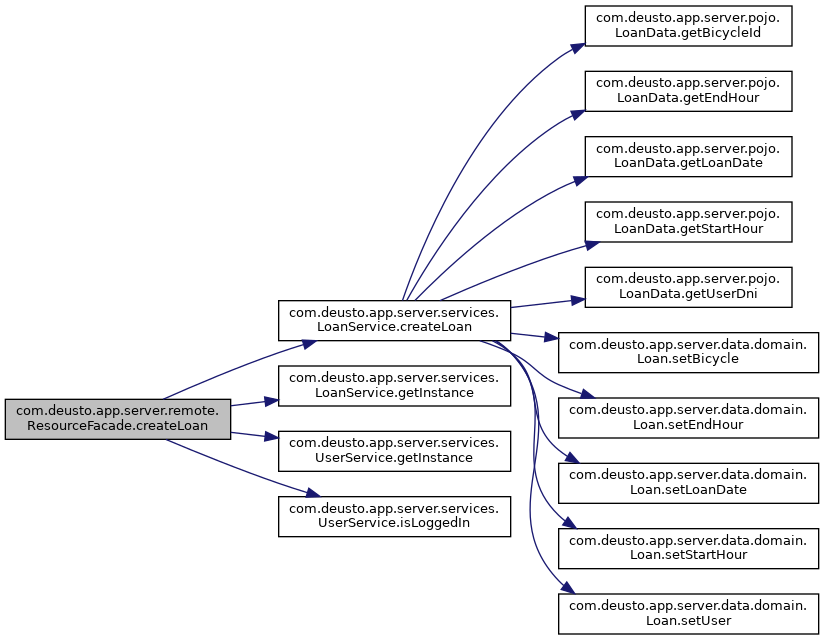 com.deusto.app.server.remote.
ResourceFacade.createLoan
com.deusto.app.server.services.
LoanService.createLoan
com.deusto.app.server.services.
LoanService.getInstance
com.deusto.app.server.services.
UserService.getInstance
com.deusto.app.server.services.
UserService.isLoggedIn
com.deusto.app.server.pojo.
LoanData.getBicycleId
com.deusto.app.server.pojo.
LoanData.getEndHour
com.deusto.app.server.pojo.
LoanData.getLoanDate
com.deusto.app.server.pojo.
LoanData.getStartHour
com.deusto.app.server.pojo.
LoanData.getUserDni
com.deusto.app.server.data.domain.
Loan.setBicycle
com.deusto.app.server.data.domain.
Loan.setEndHour
com.deusto.app.server.data.domain.
Loan.setLoanDate
com.deusto.app.server.data.domain.
Loan.setStartHour
com.deusto.app.server.data.domain.
Loan.setUser